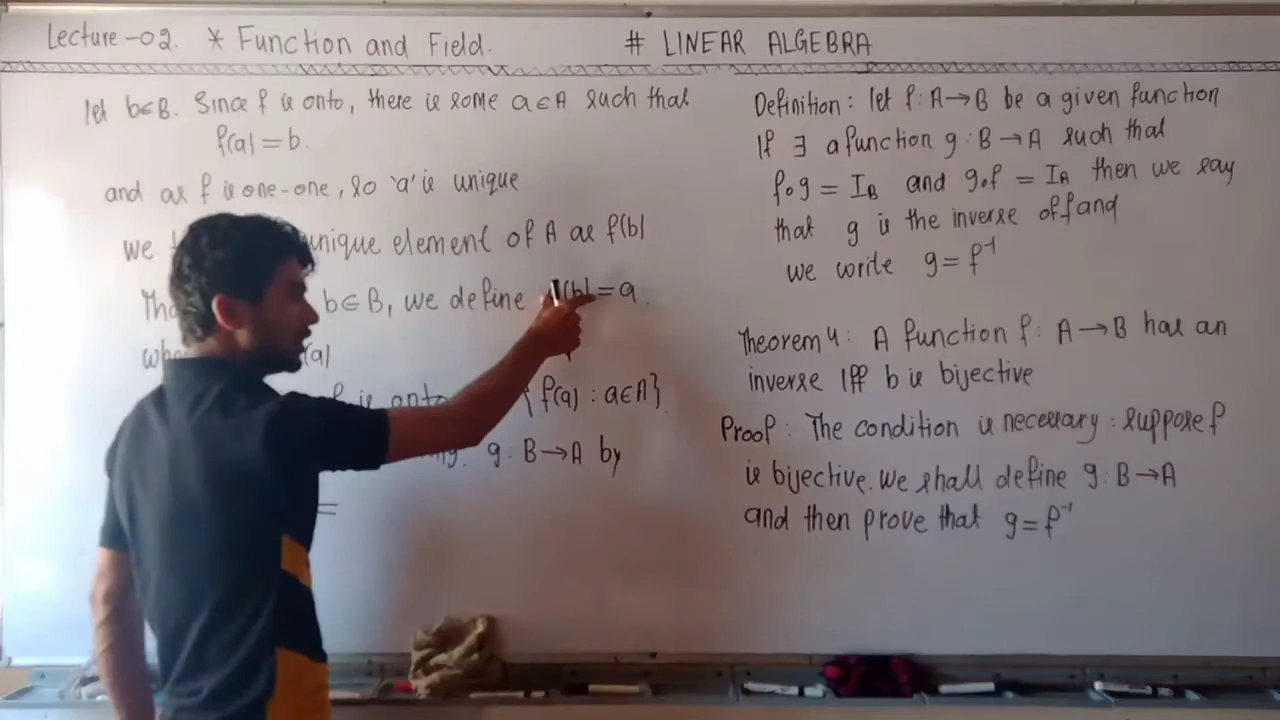 Lecture-02. * Function and Field. # LINEAR ALGEBRA
let b∈B. Since f is onto, there is some a∈A such that
f(a) = b.
and as f is one-one, so 'a' is unique
we unique element of A as f(b)
b∈B, we define (b) = a.
(a)
f is onto { f(a) : a∈A}.
g: B→A by
=
Definition: let f: A→B be a given function
If ∃ a function g: B→A such that
fog = I_B and g.f = I_A then we say
that g is the inverse of f and
we write g = f⁻¹
Theorem 4: A function f: A→B has an
inverse iff b is bijective
Proof: The condition is necessary: suppose f
is bijective. We shall define g: B→A
and then prove that g = f⁻¹